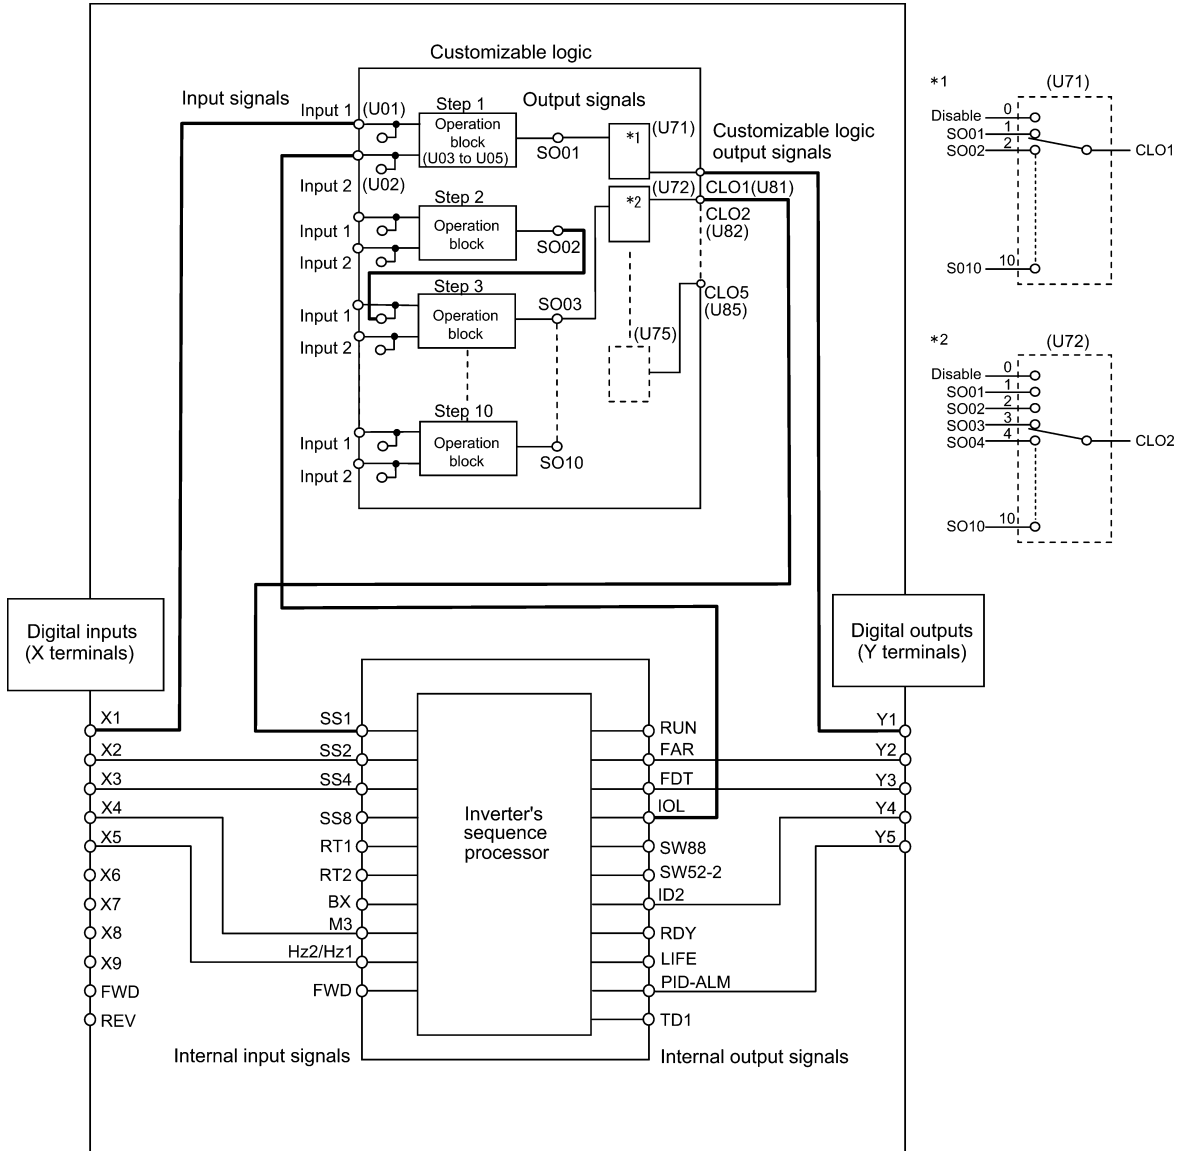 Customizable logic
Input signals
Input 1
(U01)
Step 1
Operation
block
(U03 to U05)
Output signals
SO01
*1
(U71)
Customizable logic
output signals
Input 2
(U02)
Step 2
Operation
block
Input 1
Input 2
SO02
*2
(U72)
CLO1(U81)
CLO2
(U82)
Step 3
Operation
block
Input 1
Input 2
SO03
(U75)
CLO5
(U85)
Step 10
Operation
block
Input 1
Input 2
SO10
*1
(U71)
Disable
0
SO01
1
SO02
2
CLO1
S010
10
*2
(U72)
Disable
0
SO01
1
SO02
2
SO03
3
SO04
4
CLO2
SO10
10
Digital inputs
(X terminals)
Digital outputs
(Y terminals)
X1
X2
X3
X4
X5
X6
X7
X8
X9
FWD
REV
SS1
SS2
SS4
SS8
RT1
RT2
BX
M3
Hz2/Hz1
FWD
Internal input signals
Inverter's
sequence
processor
RUN
FAR
FDT
IOL
SW88
SW52-2
ID2
RDY
LIFE
PID-ALM
TD1
Internal output signals
Y1
Y2
Y3
Y4
Y5